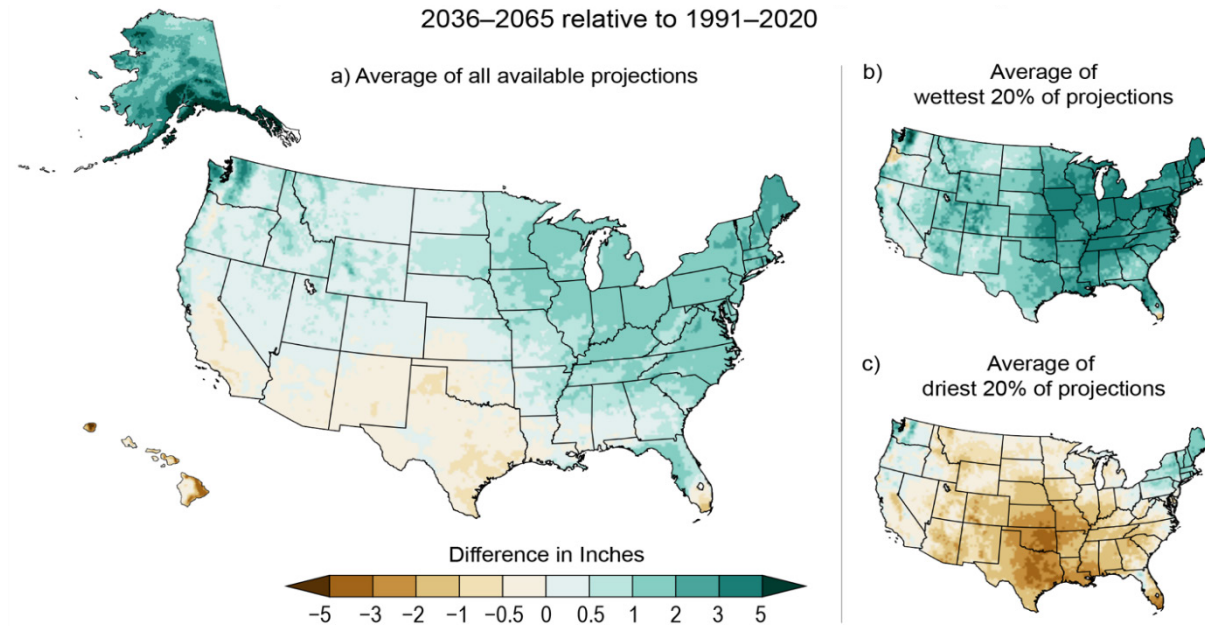 2036–2065 relative to 1991–2020
a) Average of all available projections
b) Average of
wettest 20% of projections
c) Average of
driest 20% of projections
Difference in Inches
−5 −3 −2 −1 −0.5 0 0.5 1 2 3 5